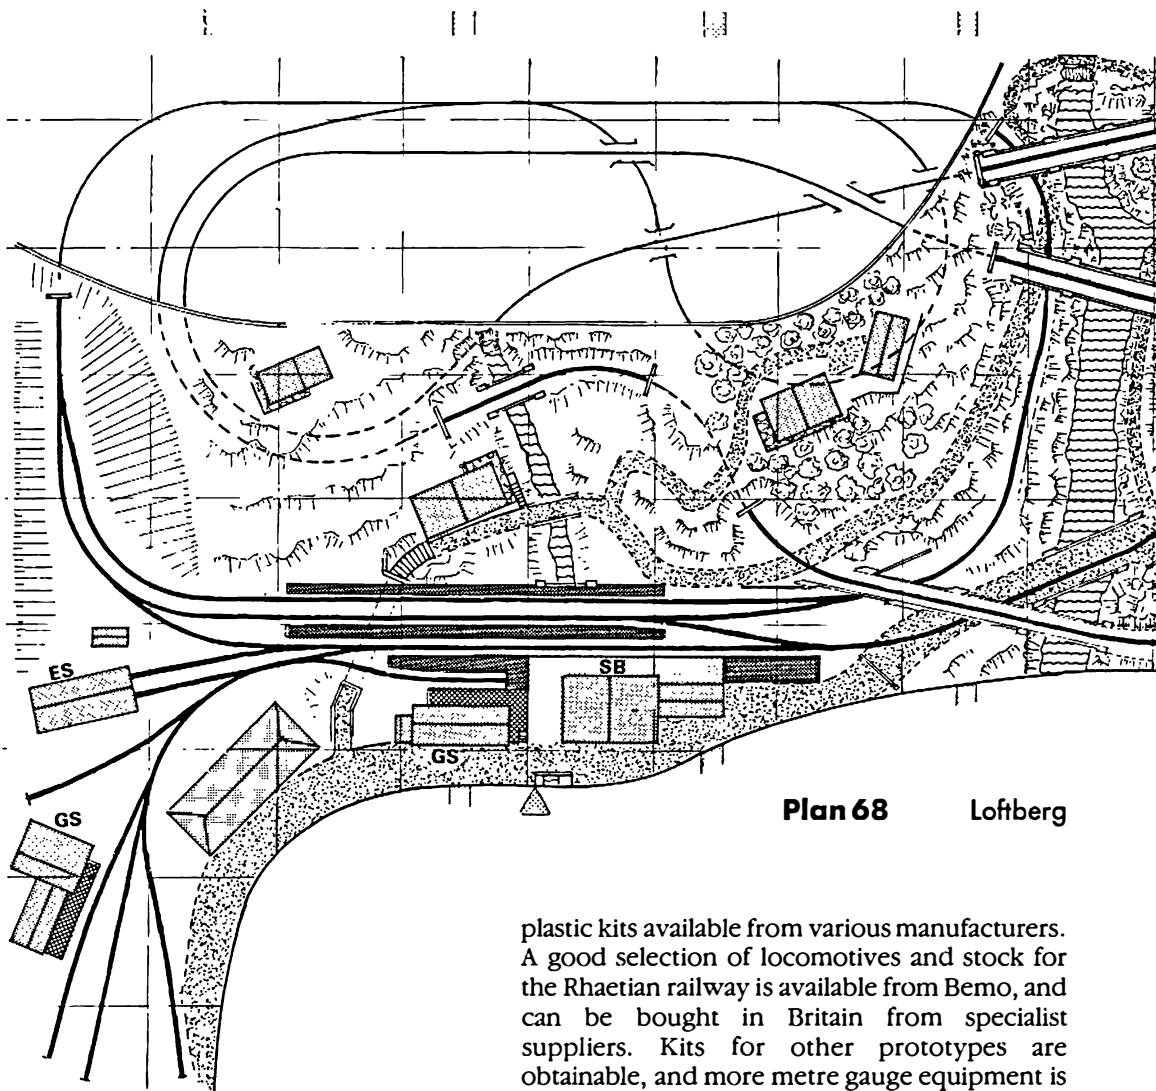 ES
SB
GS
GS
Plan 68 Loftberg
plastic kits available from various manufacturers.
A good selection of locomotives and stock for
the Rhaetian railway is available from Bemo, and
can be bought in Britain from specialist
suppliers. Kits for other prototypes are
obtainable, and more metre gauge equipment is